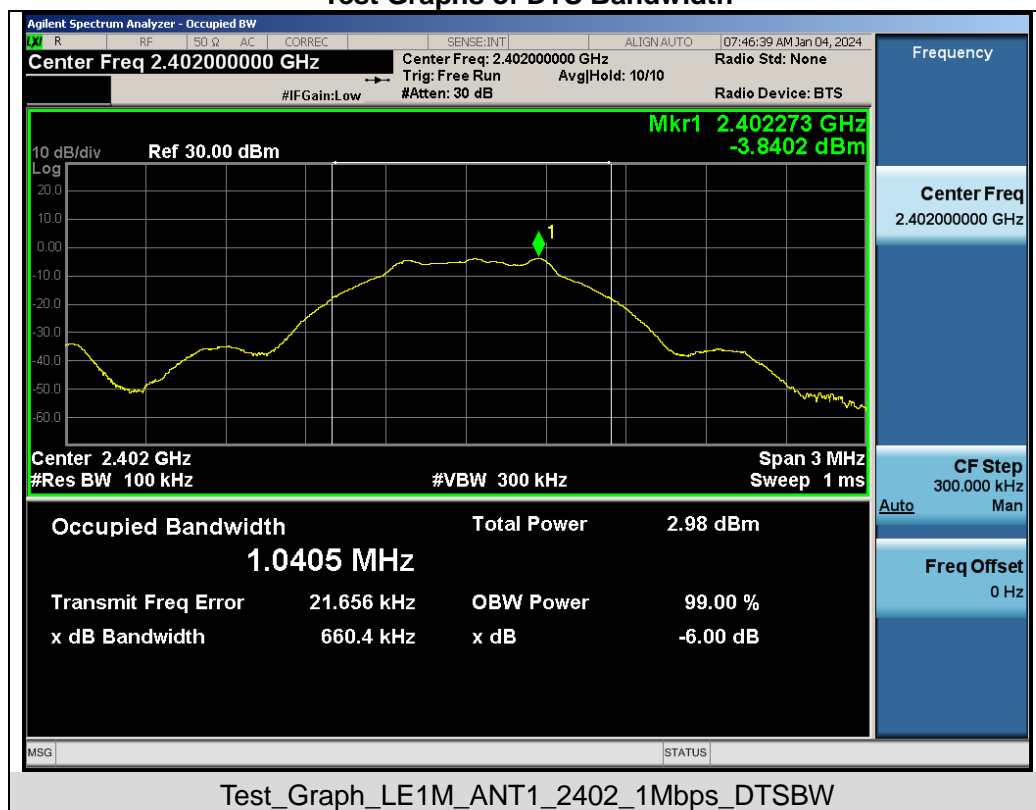 Test Graphs of DTS Bandwidth
Agilent Spectrum Analyzer - Occupied BW
LXI R RF 50 Ω AC CORREC SENSE:INT ALIGN AUTO 07:46:39 AM Jan 04, 2024
Center Freq 2.402000000 GHz
Center Freq: 2.402000000 GHz Radio Std: None
Trig: Free Run Avg|Hold: 10/10
#IFGain:Low #Atten: 30 dB Radio Device: BTS
Mkr1 2.402273 GHz
-3.8402 dBm
10 dB/div Ref 30.00 dBm
Log
20.0
10.0
0.00
-10.0
-20.0
-30.0
-40.0
-50.0
-60.0
1
Center 2.402 GHz Span 3 MHz
#Res BW 100 kHz #VBW 300 kHz Sweep 1 ms
Occupied Bandwidth Total Power 2.98 dBm
1.0405 MHz
Transmit Freq Error 21.656 kHz OBW Power 99.00 %
x dB Bandwidth 660.4 kHz x dB -6.00 dB
MSG STATUS
Frequency
Center Freq
2.402000000 GHz
CF Step
300.000 kHz
Auto Man
Freq Offset
0 Hz
Test_Graph_LE1M_ANT1_2402_1Mbps_DTSBW